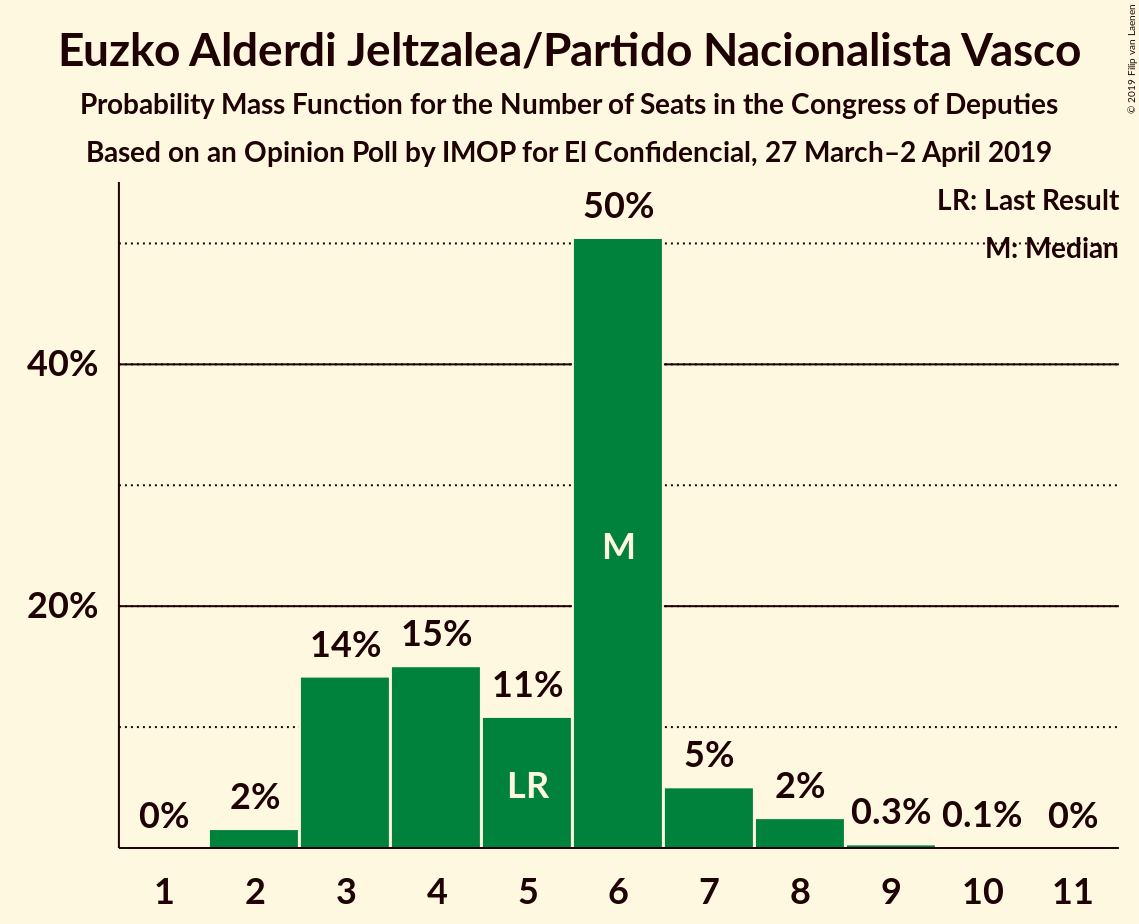 Euzko Alderdi Jeltzalea/Partido Nacionalista Vasco
Probability Mass Function for the Number of Seats in the Congress of Deputies
Based on an Opinion Poll by IMOP for El Confidencial, 27 March–2 April 2019
© 2019 Filip van Laenen
LR: Last Result
M: Median
40%
20%
0%
2%
14%
15%
11%
50%
5%
2%
0.3%
0.1%
0%
LR
M
1 2 3 4 5 6 7 8 9 10 11